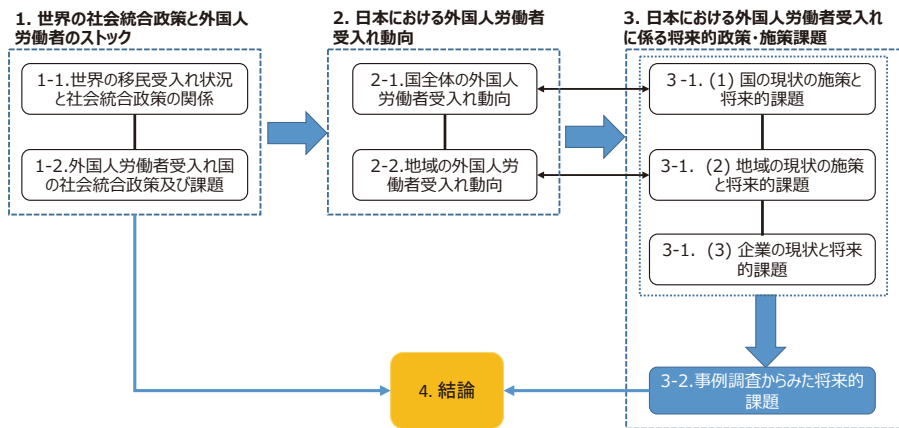 1. 世界の社会統合政策と外国人
労働者のストック
1-1.世界の移民受入れ状況
と社会統合政策の関係
1-2.外国人労働者受入れ国
の社会統合政策及び課題
2. 日本における外国人労働者
受入れ動向
2-1.国全体の外国人
労働者受入れ動向
2-2.地域の外国人労
働者受入れ動向
3. 日本における外国人労働者受入れ
に係る将来的政策・施策課題
3-1. (1) 国の現状の施策と
将来的課題
3-1. (2) 地域の現状の施策
と将来的課題
3-1. (3) 企業の現状と将来
的課題
3-2.事例調査からみた将来的
課題
4. 結論